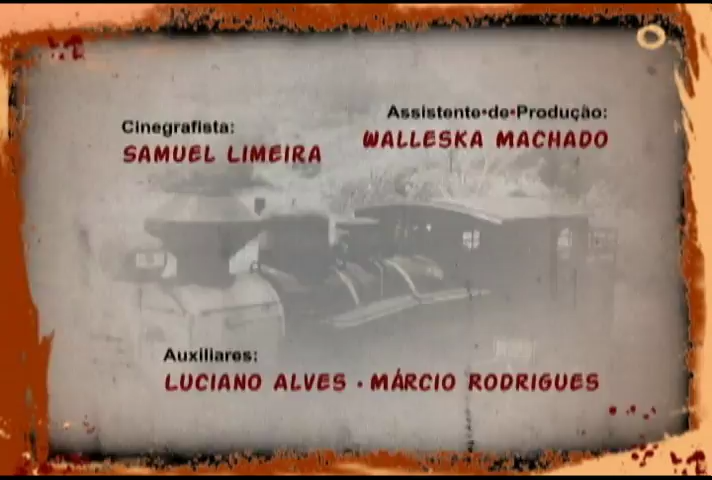 Cinegrafista:
SAMUEL LIMEIRA
Assistente de Produção:
WALLESKA MACHADO
Auxiliares:
LUCIANO ALVES · MÁRCIO RODRIGUES